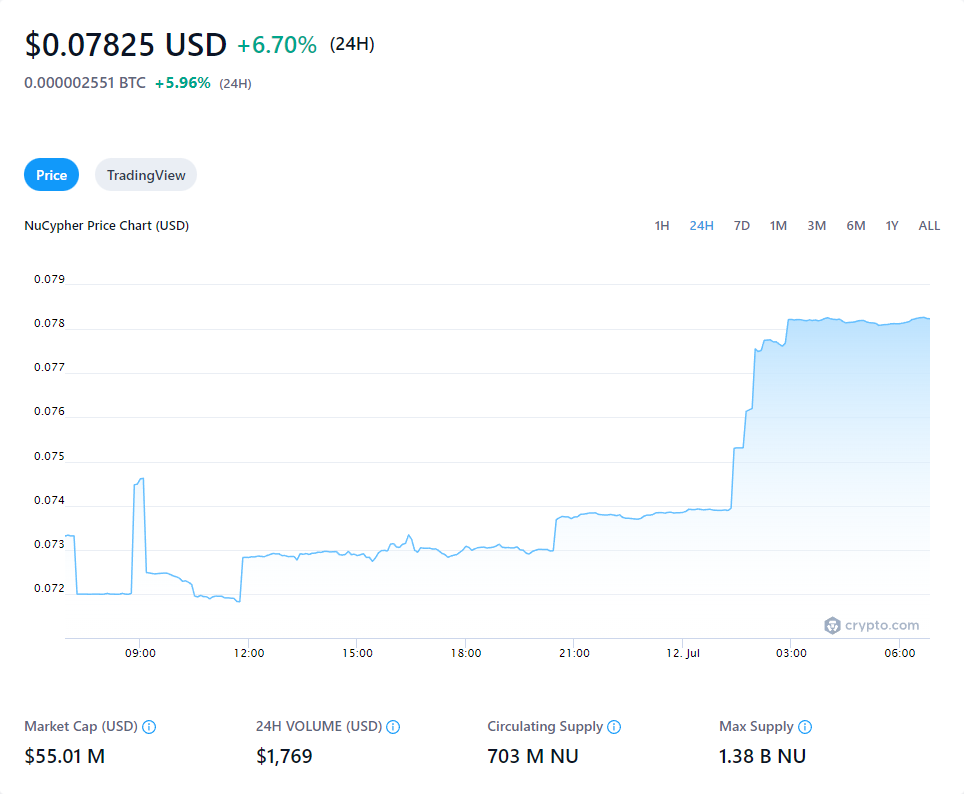 $0.07825 USD +6.70% (24H)
0.000002551 BTC +5.96% (24H)
Price TradingView
NuCypher Price Chart (USD) 1H 24H 7D 1M 3M 6M 1Y ALL
0.079
0.078
0.077
0.076
0.075
0.074
0.073
0.072
crypto.com
09:00 12:00 15:00 18:00 21:00 12. Jul 03:00 06:00
Market Cap (USD) 24H VOLUME (USD) Circulating Supply Max Supply
$55.01 M $1,769 703 M NU 1.38 B NU